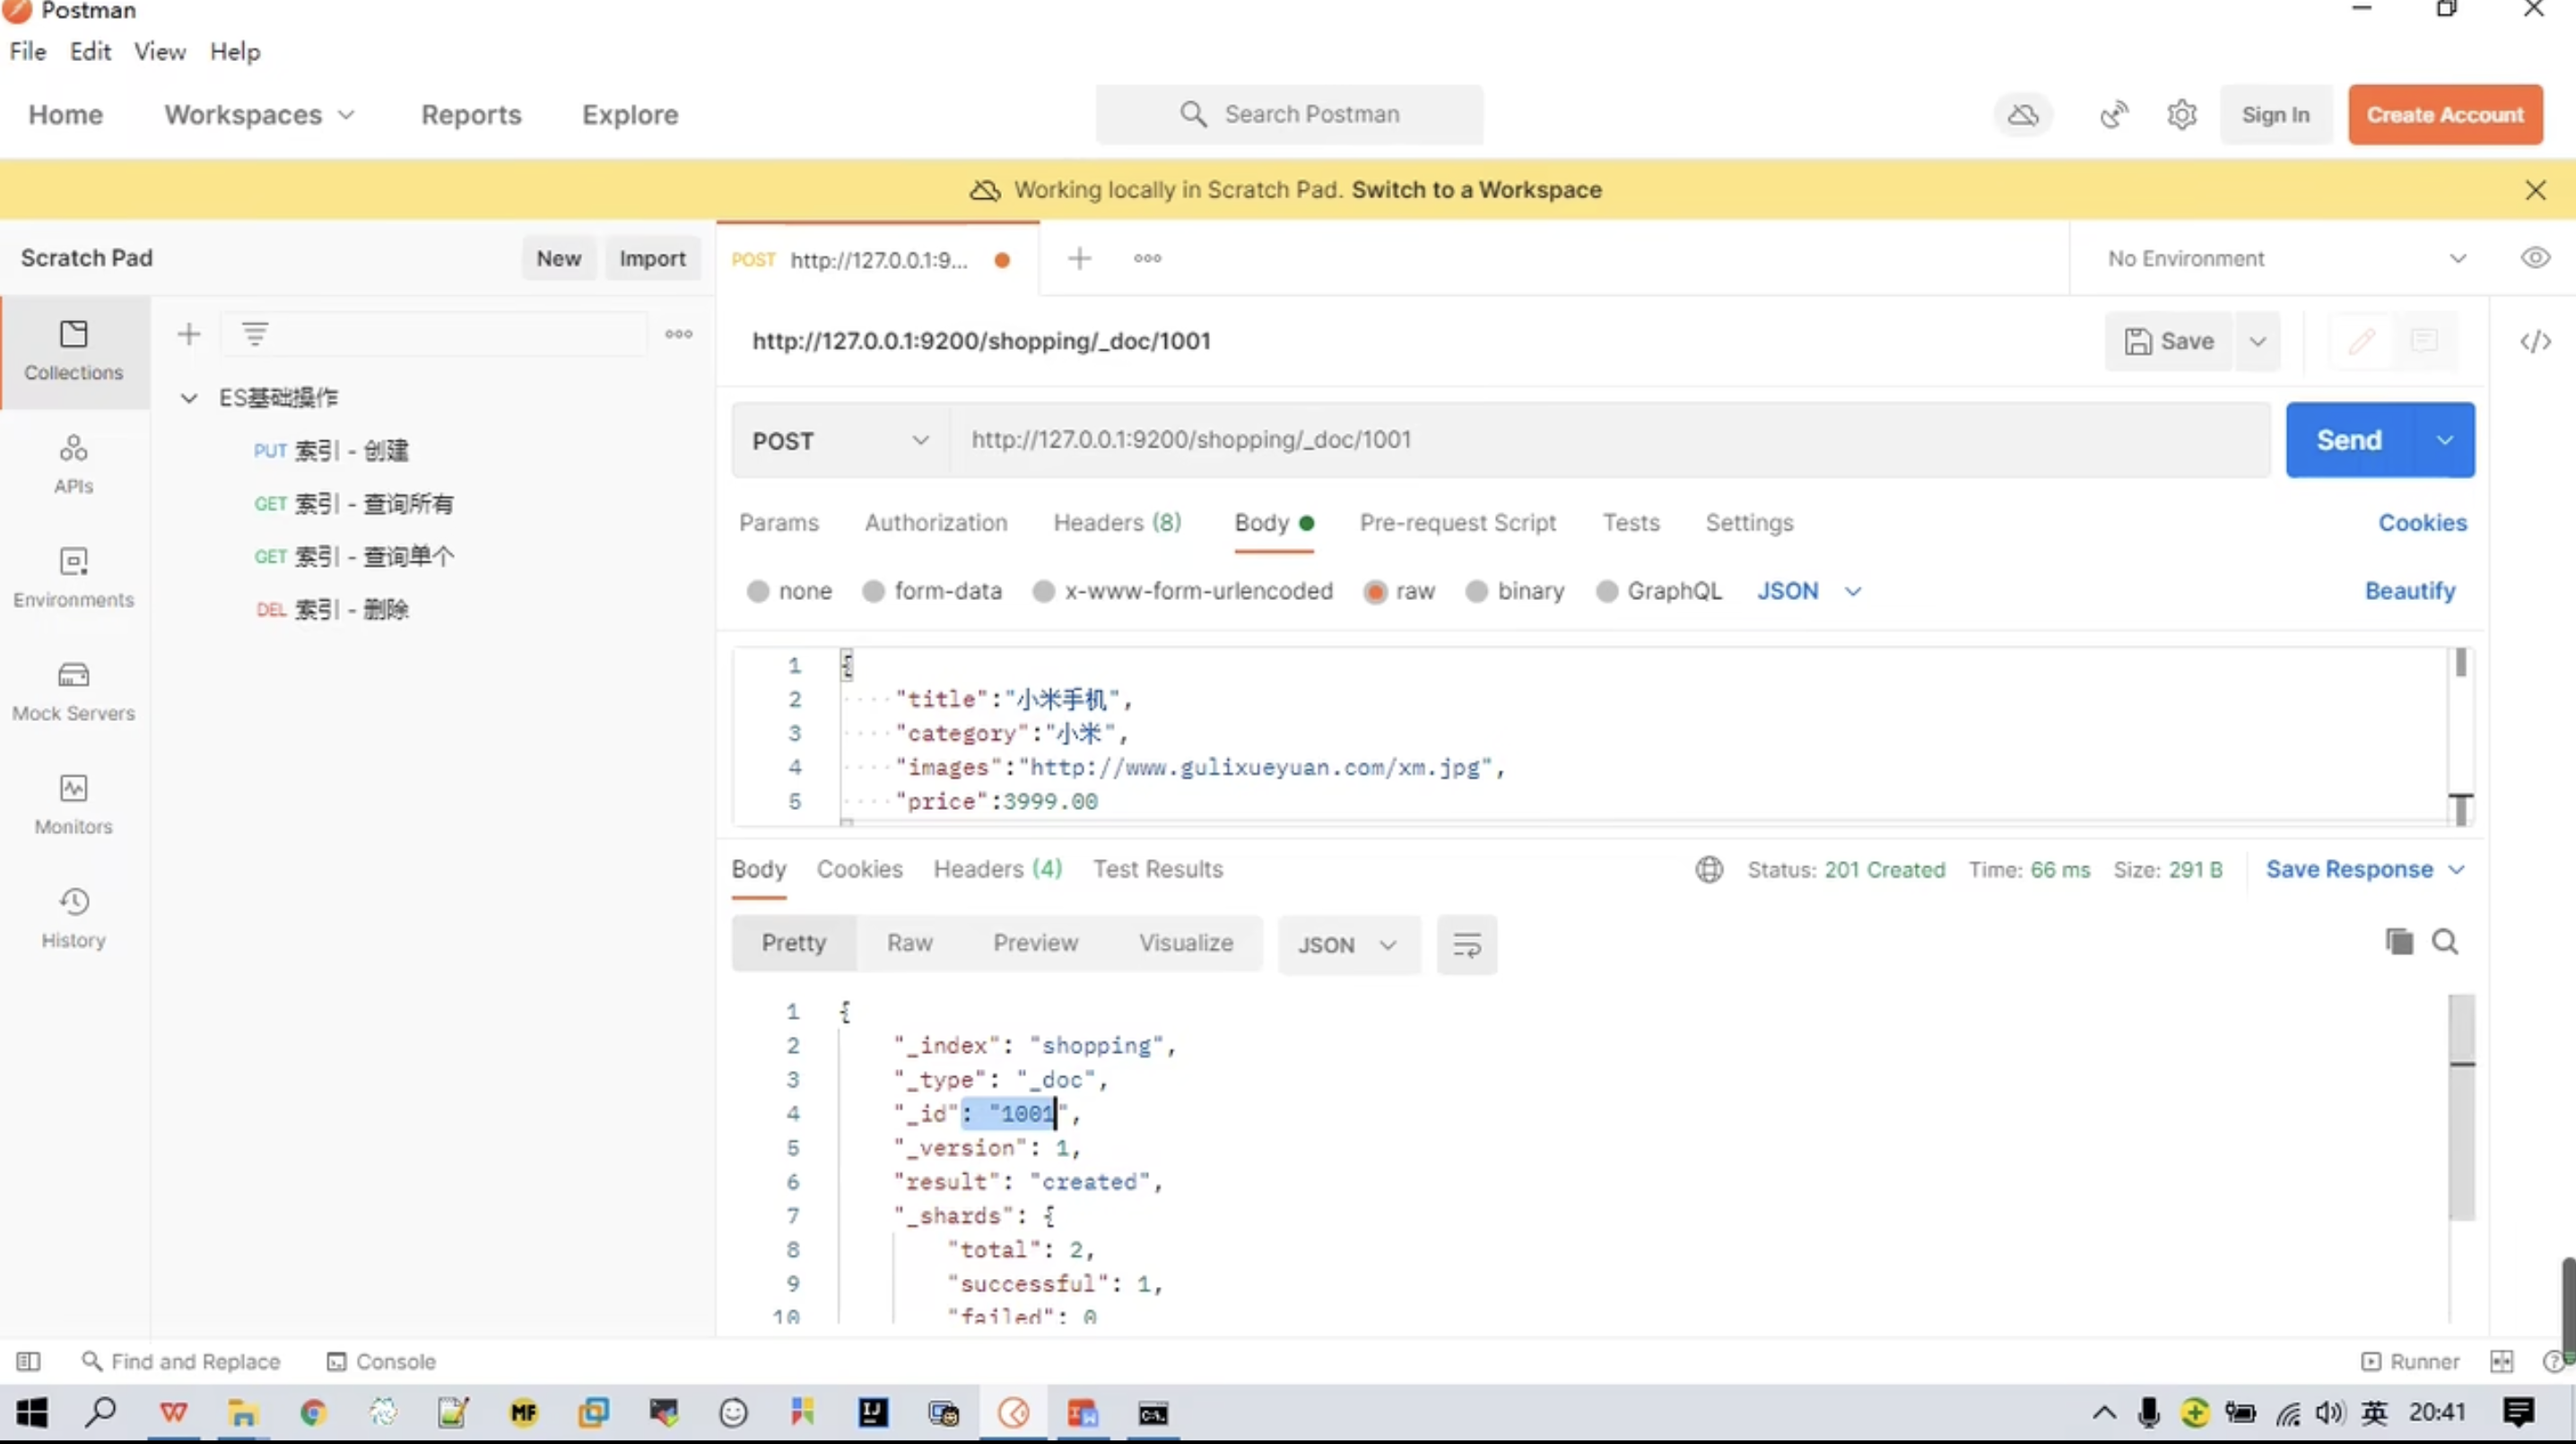 Postman
File Edit View Help
Home Workspaces Reports Explore Search Postman Sign In Create Account
Working locally in Scratch Pad. Switch to a Workspace
Scratch Pad New Import POST http://127.0.0.1:9... No Environment
http://127.0.0.1:9200/shopping/_doc/1001 Save
Collections
APIs
Environments
Mock Servers
Monitors
History
ES基础操作
PUT 索引 - 创建
GET 索引 - 查询所有
GET 索引 - 查询单个
DEL 索引 - 删除
POST http://127.0.0.1:9200/shopping/_doc/1001 Send
Params Authorization Headers (8) Body Pre-request Script Tests Settings Cookies
none form-data x-www-form-urlencoded raw binary GraphQL JSON Beautify
1 {
2 "title":"小米手机",
3 "category":"小米",
4 "images":"http://www.gulixueyuan.com/xm.jpg",
5 "price":3999.00
Body Cookies Headers (4) Test Results Status: 201 Created Time: 66 ms Size: 291 B Save Response
Pretty Raw Preview Visualize JSON
1 {
2 "_index": "shopping",
3 "_type": "_doc",
4 "_id": "1001",
5 "_version": 1,
6 "result": "created",
7 "_shards": {
8 "total": 2,
9 "successful": 1,
10 "failed": 0
Find and Replace Console Runner
MF IJ C:\. 英 20:41